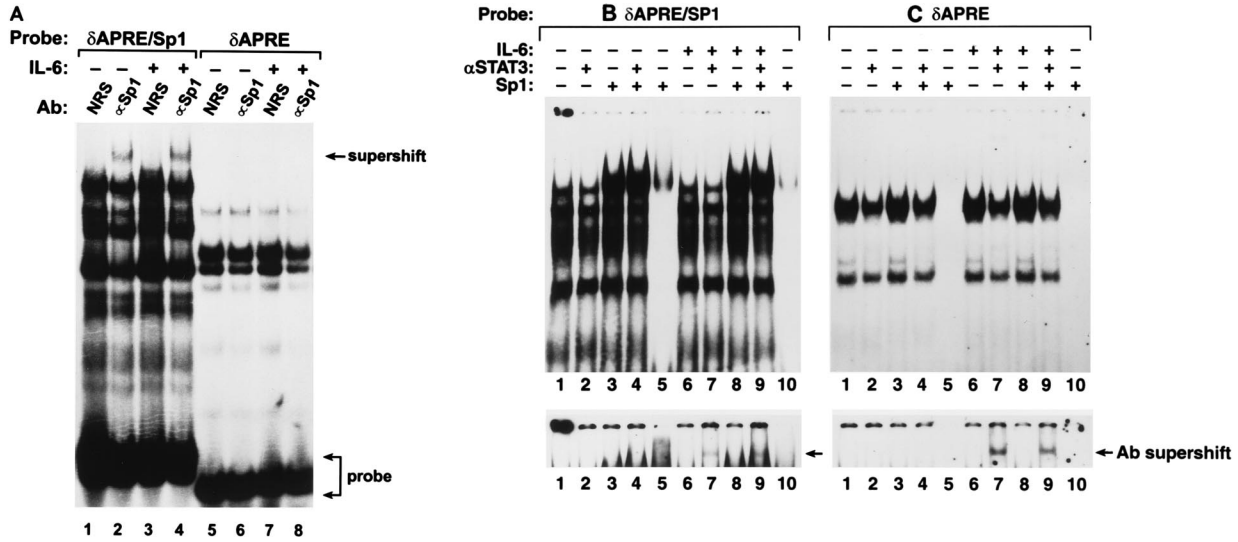 A
Probe: δAPRE/Sp1 δAPRE
IL-6: – – + + – – + +
Ab: NRS αSp1 NRS αSp1 NRS αSp1 NRS αSp1
supershift
probe
1 2 3 4 5 6 7 8
Probe: B δAPRE/SP1 C δAPRE
IL-6: – – – – – + + + + – – – – – – + + + + –
αSTAT3: – + – + – – + – + – – + – + – – + – + –
Sp1: – – + + + – – + + + – – + + + – – + + +
1 2 3 4 5 6 7 8 9 10 1 2 3 4 5 6 7 8 9 10
Ab supershift
1 2 3 4 5 6 7 8 9 10 1 2 3 4 5 6 7 8 9 10